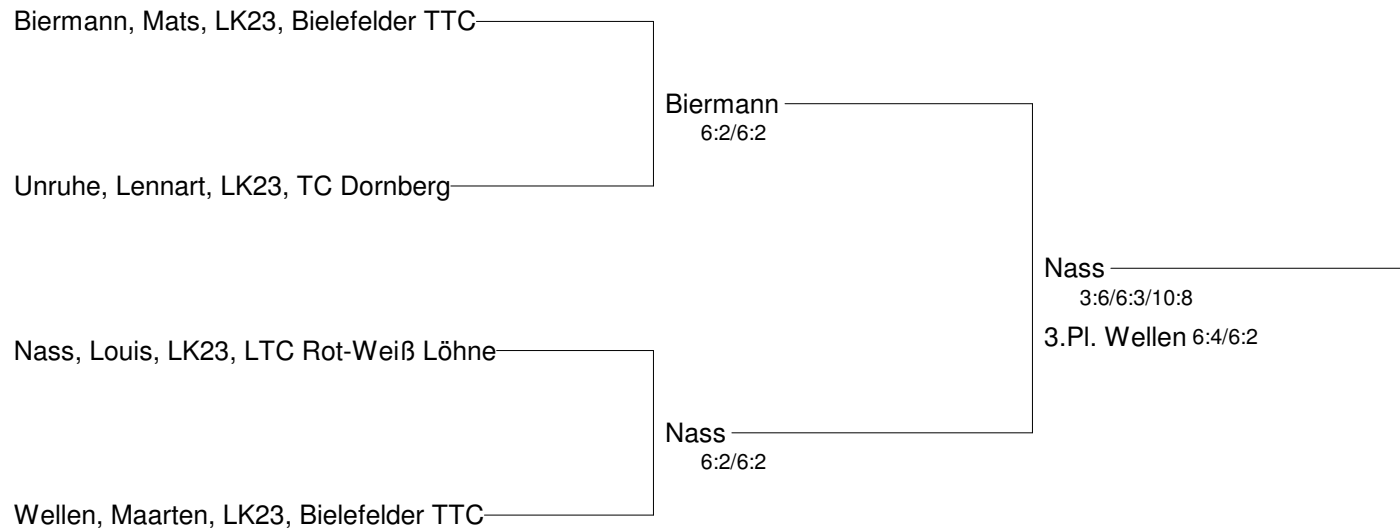 Biermann, Mats, LK23, Bielefelder TTC
Biermann
6:2/6:2
Unruhe, Lennart, LK23, TC Dornberg
Nass
3:6/6:3/10:8
3.Pl. Wellen 6:4/6:2
Nass, Louis, LK23, LTC Rot-Weiß Löhne
Nass
6:2/6:2
Wellen, Maarten, LK23, Bielefelder TTC